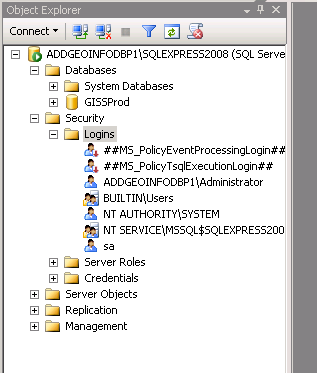 Object Explorer
Connect
ADDGEOINFODBP1\SQLEXPRESS2008 (SQL Serve
Databases
System Databases
GISSProd
Security
Logins
##MS_PolicyEventProcessingLogin##
##MS_PolicyTsqlExecutionLogin##
ADDGEOINFODBP1\Administrator
BUILTIN\Users
NT AUTHORITY\SYSTEM
NT SERVICE\MSSQL$SQLEXPRESS200
sa
Server Roles
Credentials
Server Objects
Replication
Management